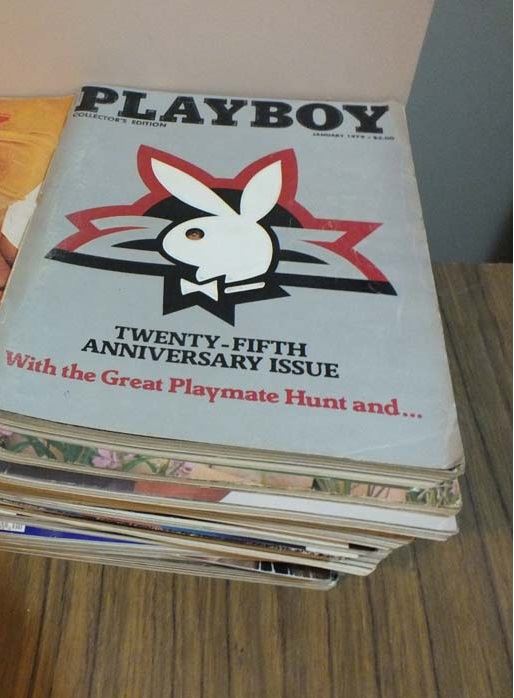 PLAYBOY
COLLECTOR'S EDITION
JANUARY 1979 • $2.00
TWENTY-FIFTH
ANNIVERSARY ISSUE
With the Great Playmate Hunt and...